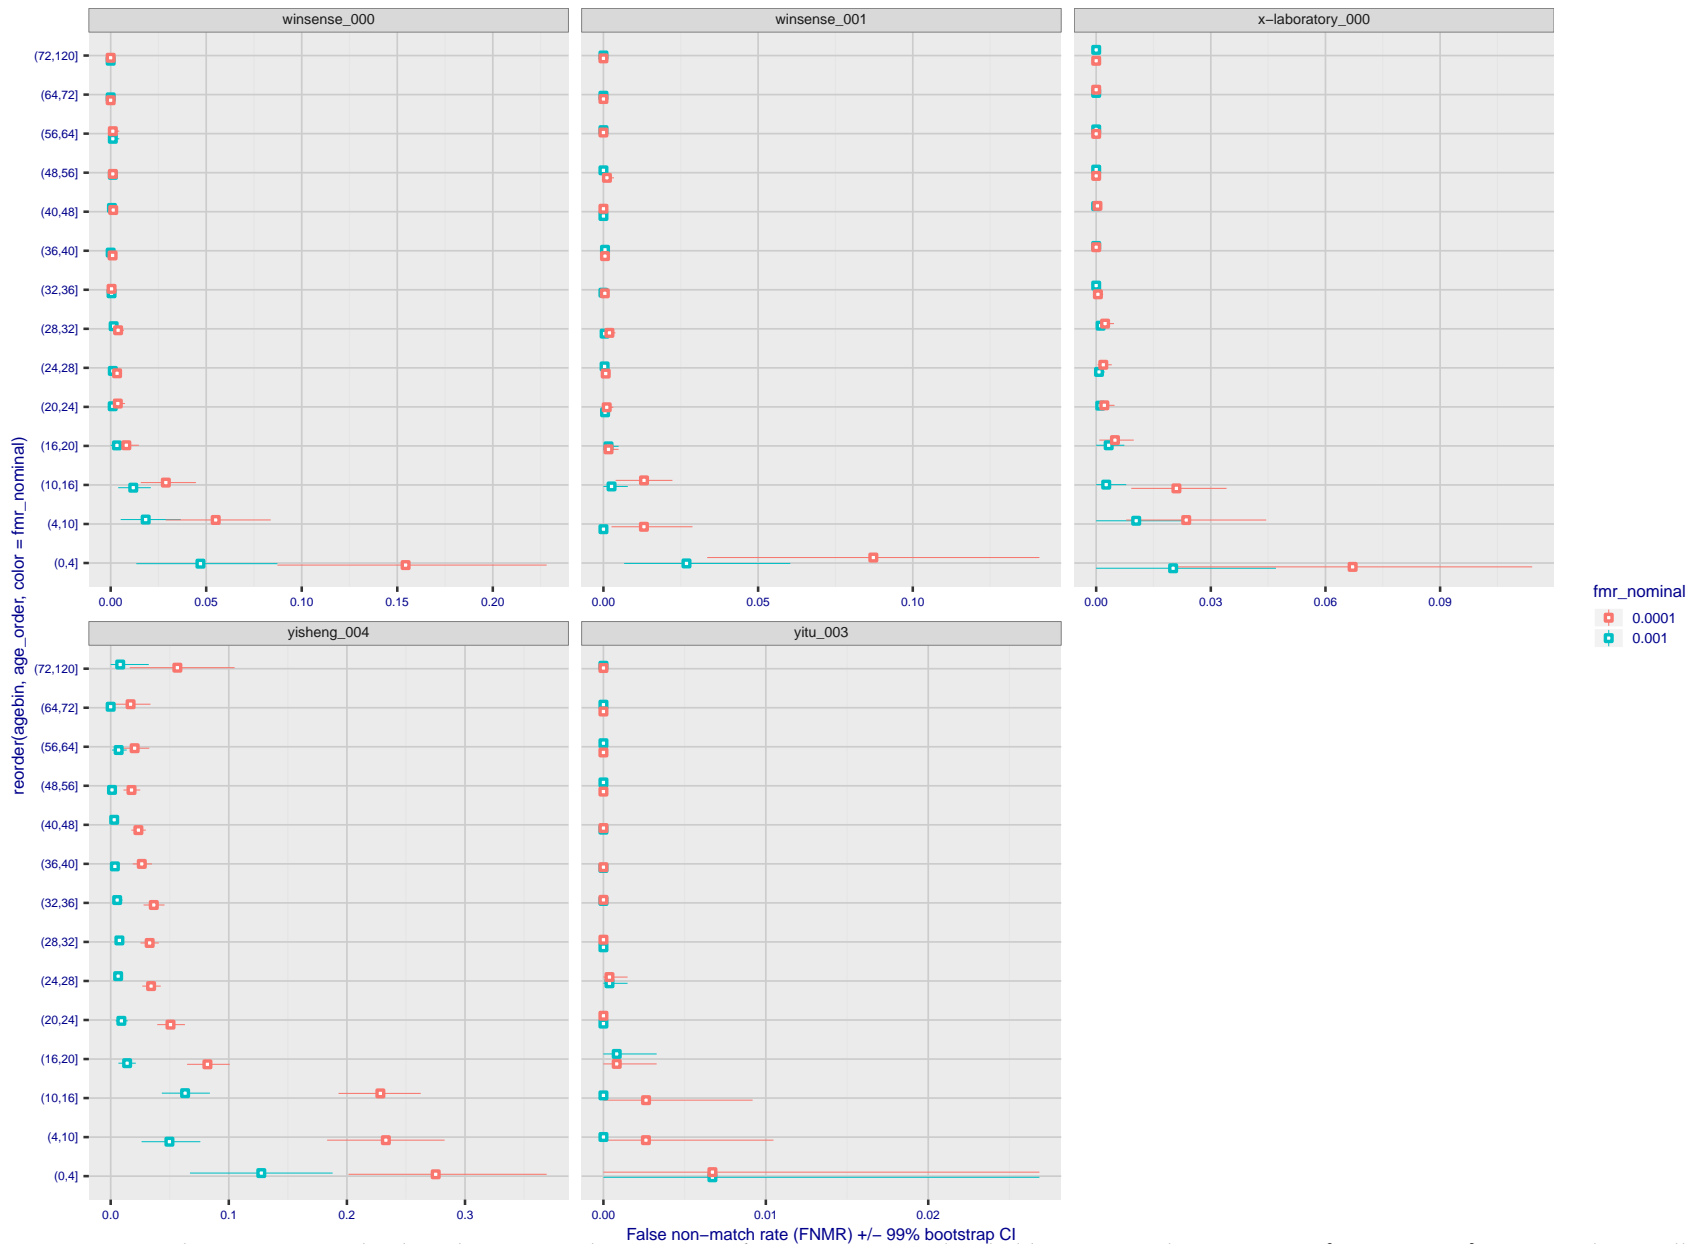 winsense_000
winsense_001
x−laboratory_000
(72,120]
(64,72]
(56,64]
(48,56]
(40,48]
(36,40]
(32,36]
(28,32]
(24,28]
(20,24]
(16,20]
(10,16]
(4,10]
(0,4]
0.00 0.05 0.10 0.15 0.20
0.00 0.05 0.10
0.00 0.03 0.06 0.09
yisheng_004
yitu_003
(72,120]
(64,72]
(56,64]
(48,56]
(40,48]
(36,40]
(32,36]
(28,32]
(24,28]
(20,24]
(16,20]
(10,16]
(4,10]
(0,4]
0.0 0.1 0.2 0.3
0.00 0.01 0.02
False non−match rate (FNMR) +/− 99% bootstrap CI
reorder(agebin, age_order, color = fmr_nominal)
fmr_nominal
0.0001
0.001